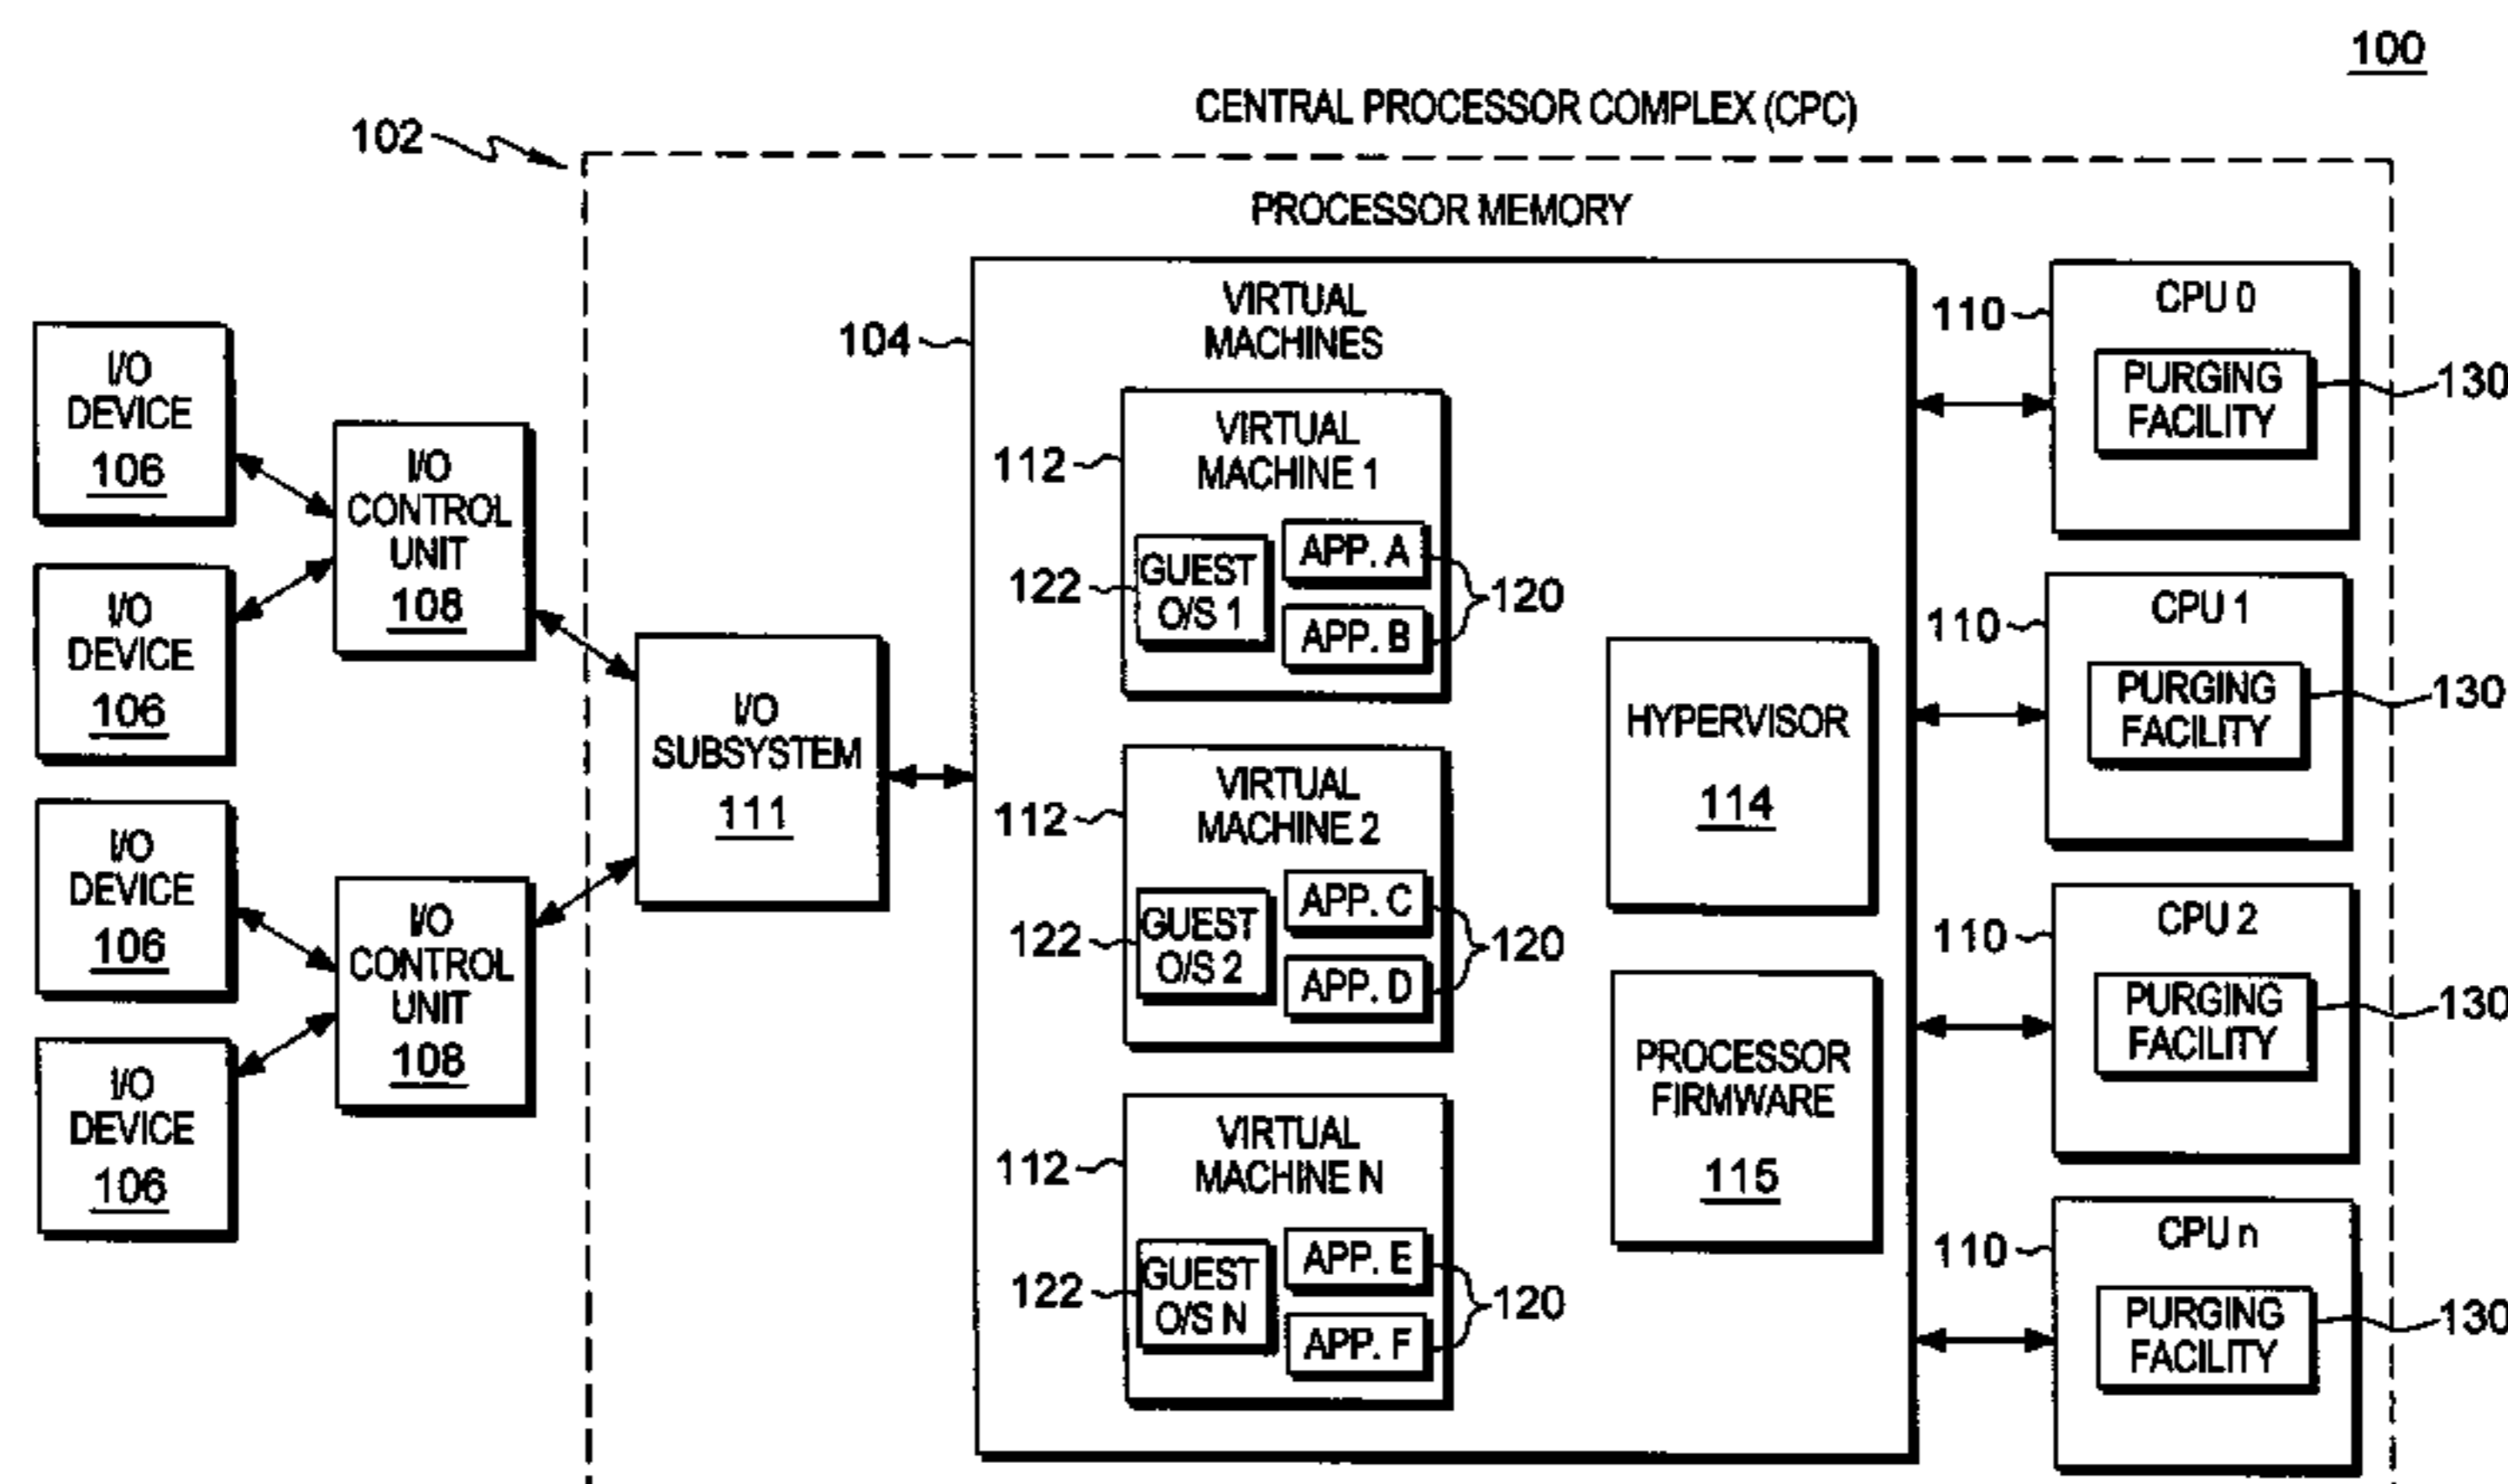 100
CENTRAL PROCESSOR COMPLEX (CPC)
102
PROCESSOR MEMORY
I/O
DEVICE
106
I/O
DEVICE
106
I/O
DEVICE
106
I/O
DEVICE
106
I/O
CONTROL
UNIT
108
I/O
CONTROL
UNIT
108
I/O
SUBSYSTEM
111
104
VIRTUAL
MACHINES
112
VIRTUAL
MACHINE 1
122
GUEST
O/S 1
APP. A
APP. B
120
112
VIRTUAL
MACHINE 2
122
GUEST
O/S 2
APP. C
APP. D
120
112
VIRTUAL
MACHINE N
122
GUEST
O/S N
APP. E
APP. F
120
HYPERVISOR
114
PROCESSOR
FIRMWARE
115
110
CPU 0
PURGING
FACILITY
130
110
CPU 1
PURGING
FACILITY
130
110
CPU 2
PURGING
FACILITY
130
110
CPU n
PURGING
FACILITY
130